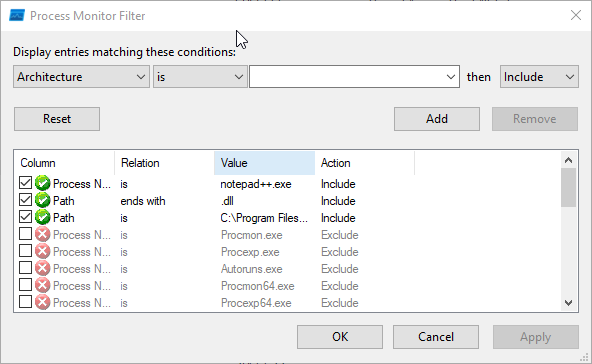 Process Monitor Filter
Display entries matching these conditions:
Architecture is then Include
Reset Add Remove
Column Relation Value Action
Process N... is notepad++.exe Include
Path ends with .dll Include
Path is C:\Program Files... Include
Process N... is Procmon.exe Exclude
Process N... is Procexp.exe Exclude
Process N... is Autoruns.exe Exclude
Process N... is Procmon64.exe Exclude
Process N... is Procexp64.exe Exclude
OK Cancel Apply